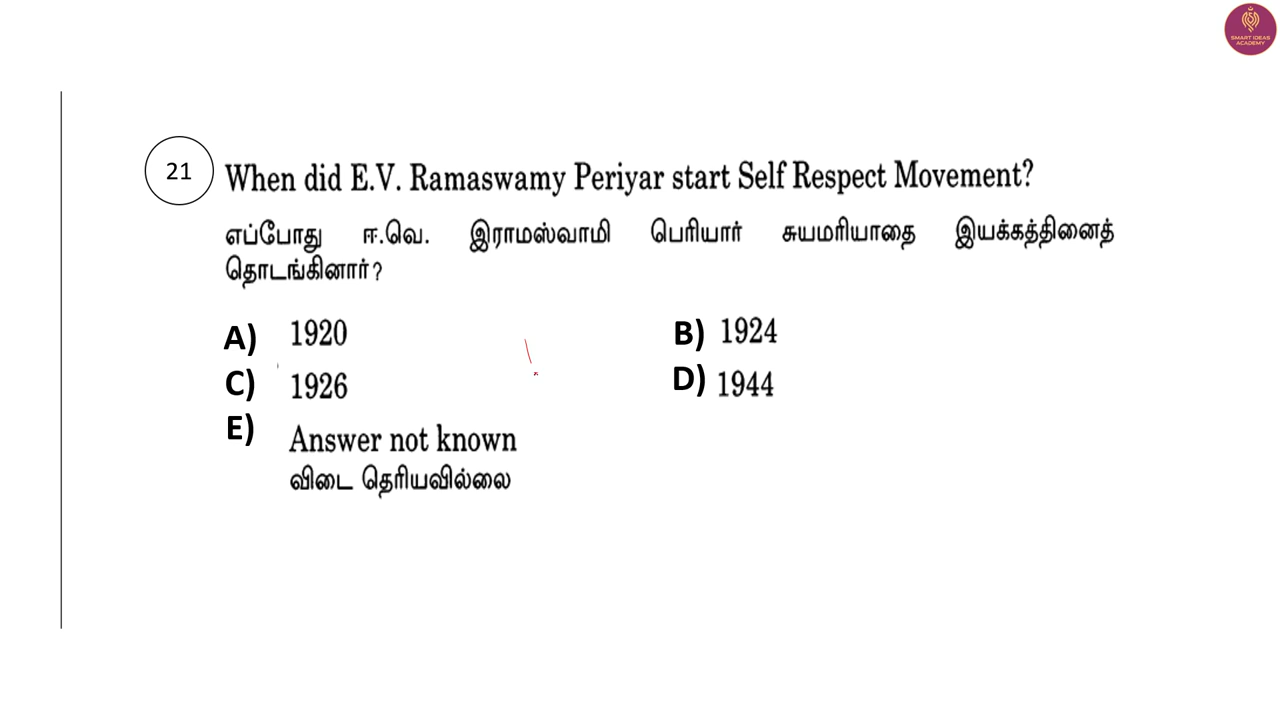 SMART IDEAS
ACADEMY
21 When did E.V. Ramaswamy Periyar start Self Respect Movement?
எப்போது ஈ.வெ. இராமஸ்வாமி பெரியார் சுயமரியாதை இயக்கத்தினைத்
தொடங்கினார்?
A) 1920 B) 1924
C) 1926 D) 1944
E) Answer not known
விடை தெரியவில்லை